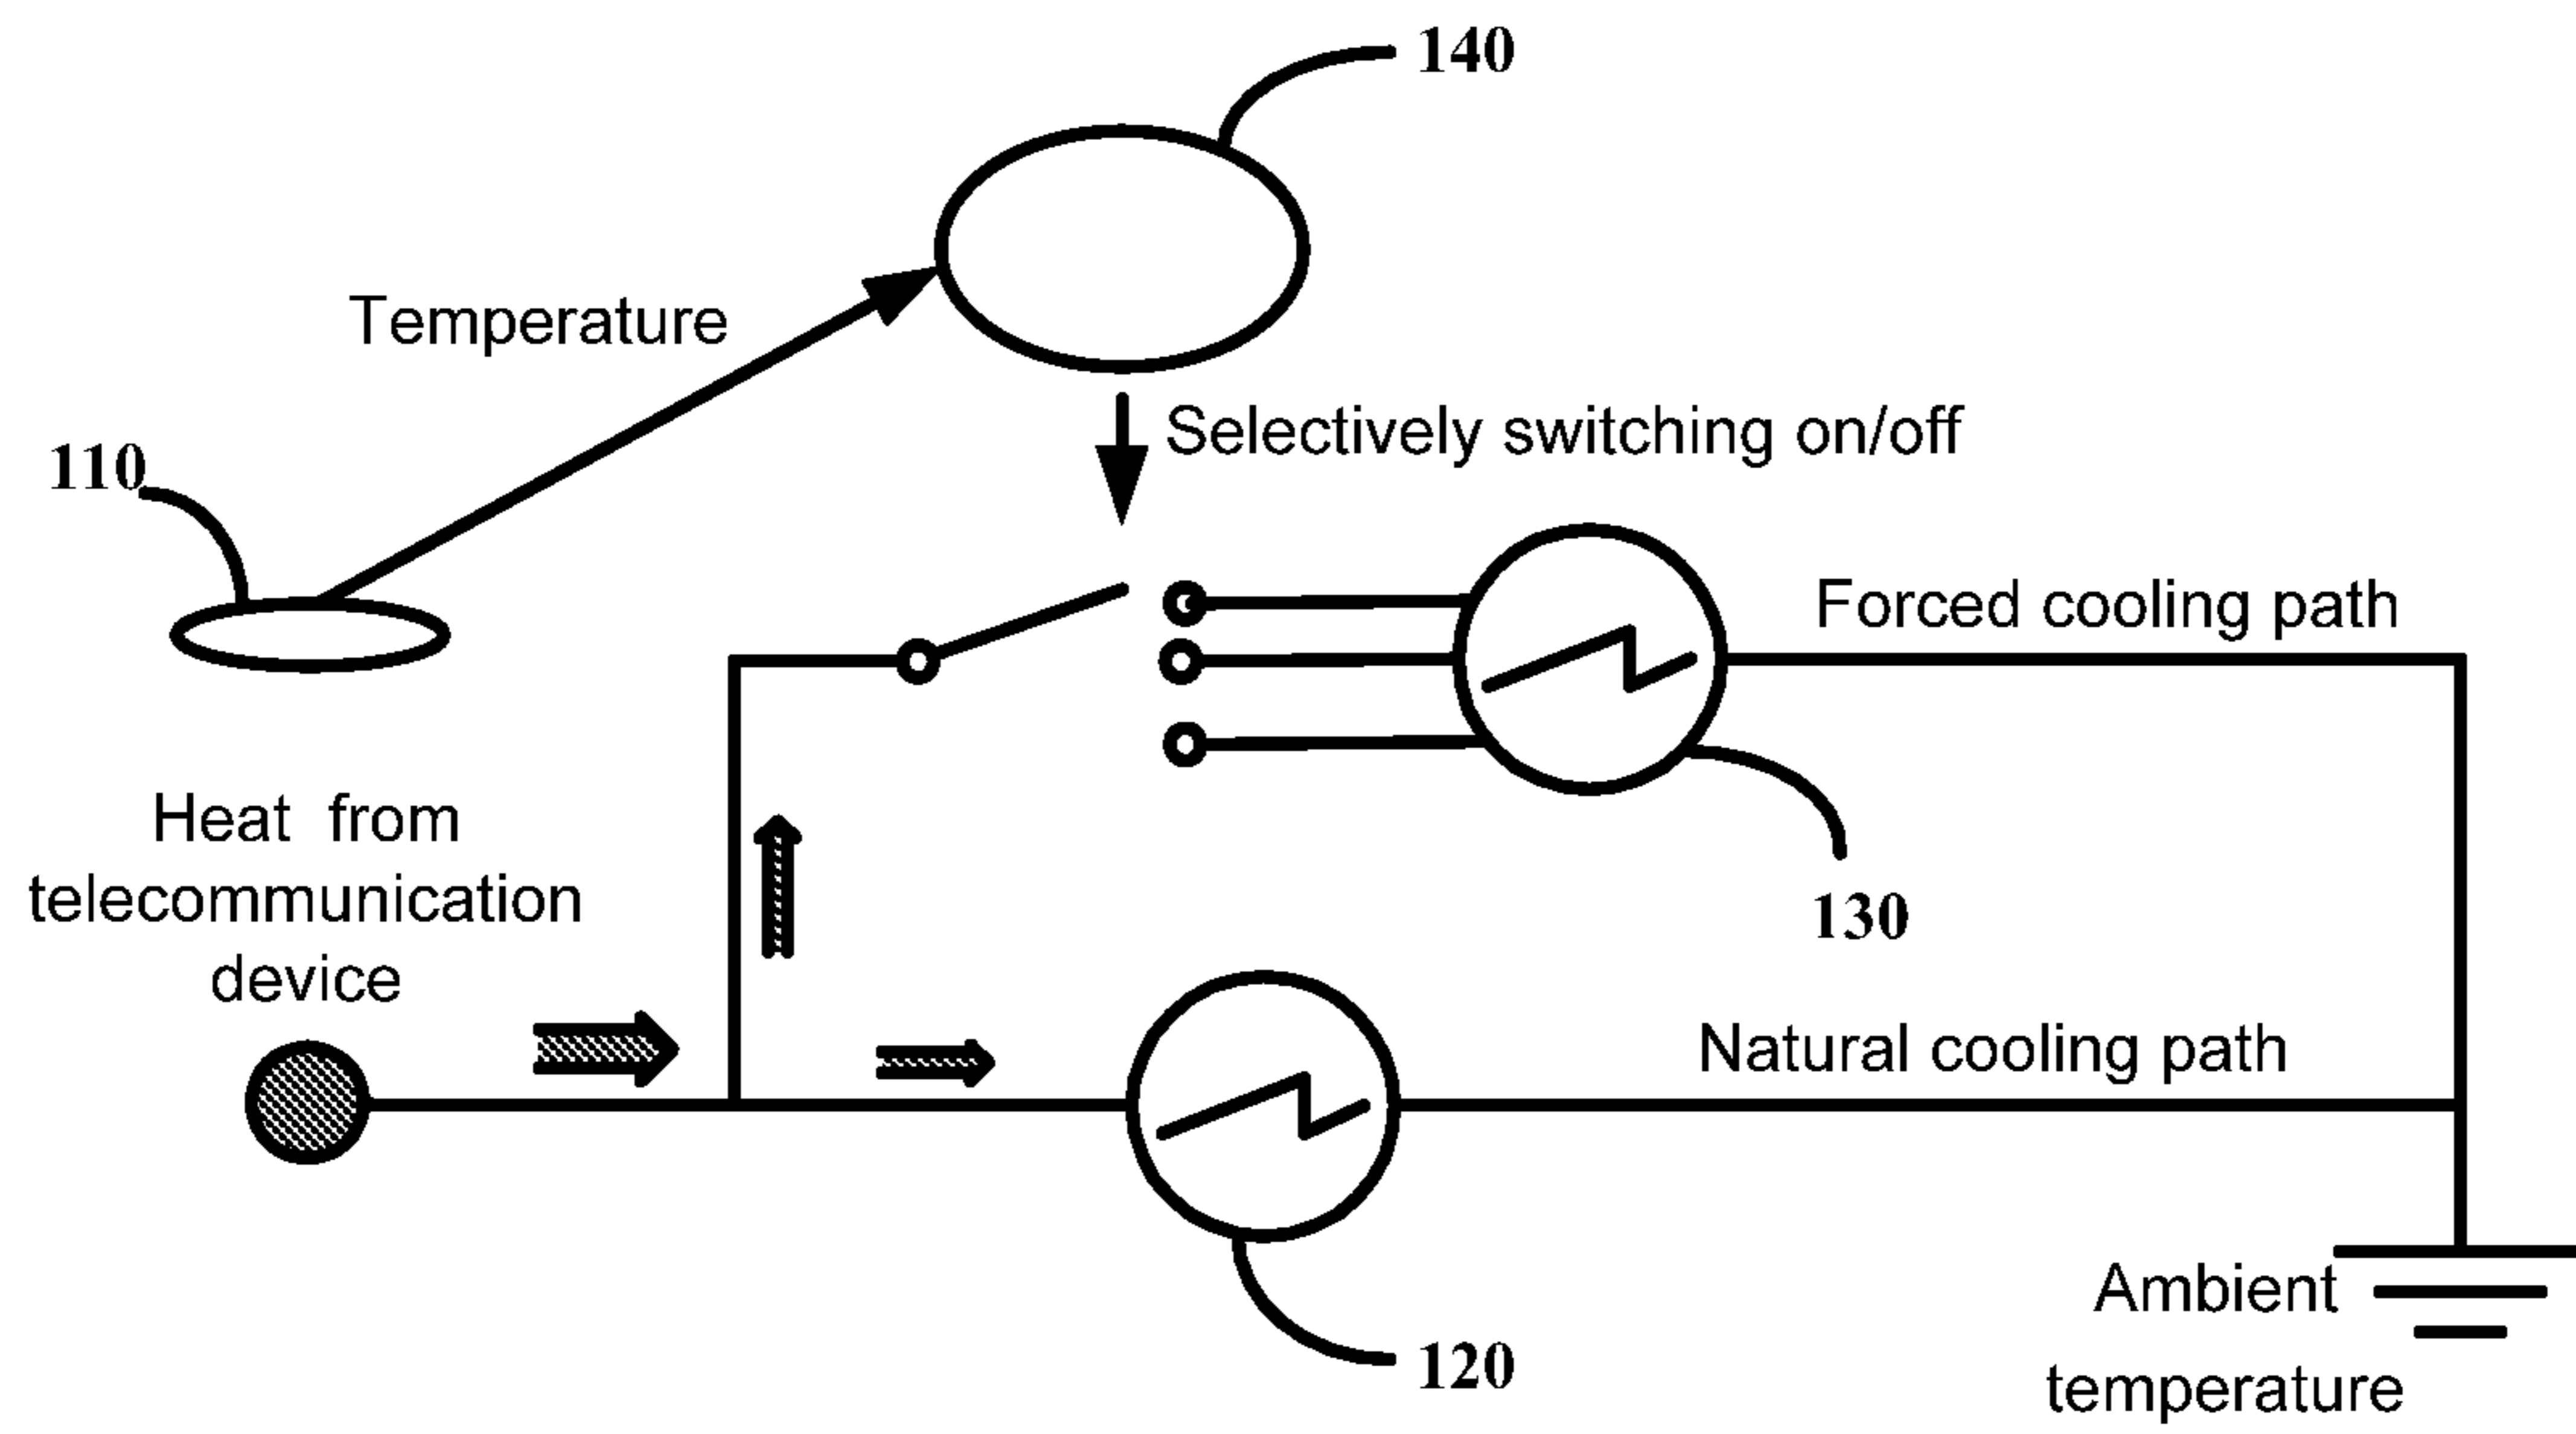 140
Temperature
Selectively switching on/off
110
Forced cooling path
Heat from
telecommunication
device
130
Natural cooling path
Ambient
temperature
120